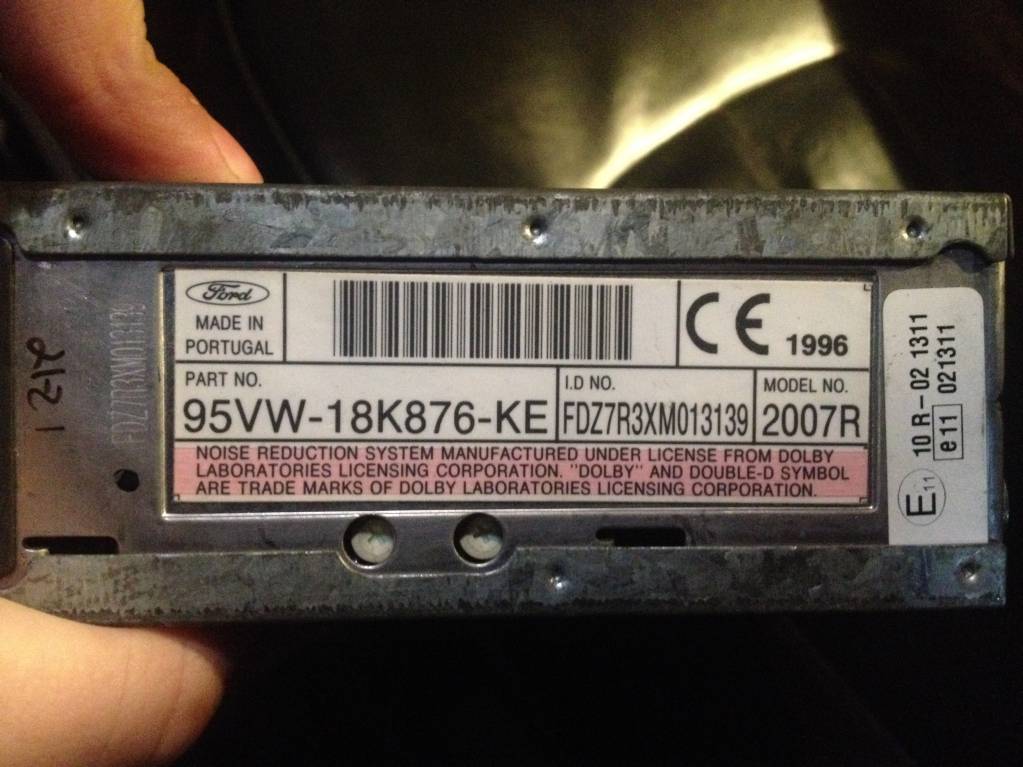 Ford
MADE IN
PORTUGAL
CE 1996
PART NO.
95VW-18K876-KE
I.D NO.
FDZ7R3XM013139
MODEL NO.
2007R
NOISE REDUCTION SYSTEM MANUFACTURED UNDER LICENSE FROM DOLBY
LABORATORIES LICENSING CORPORATION. "DOLBY" AND DOUBLE-D SYMBOL
ARE TRADE MARKS OF DOLBY LABORATORIES LICENSING CORPORATION.
E11 10 R-02 1311
e11 021311
FDZ7R3XM013139